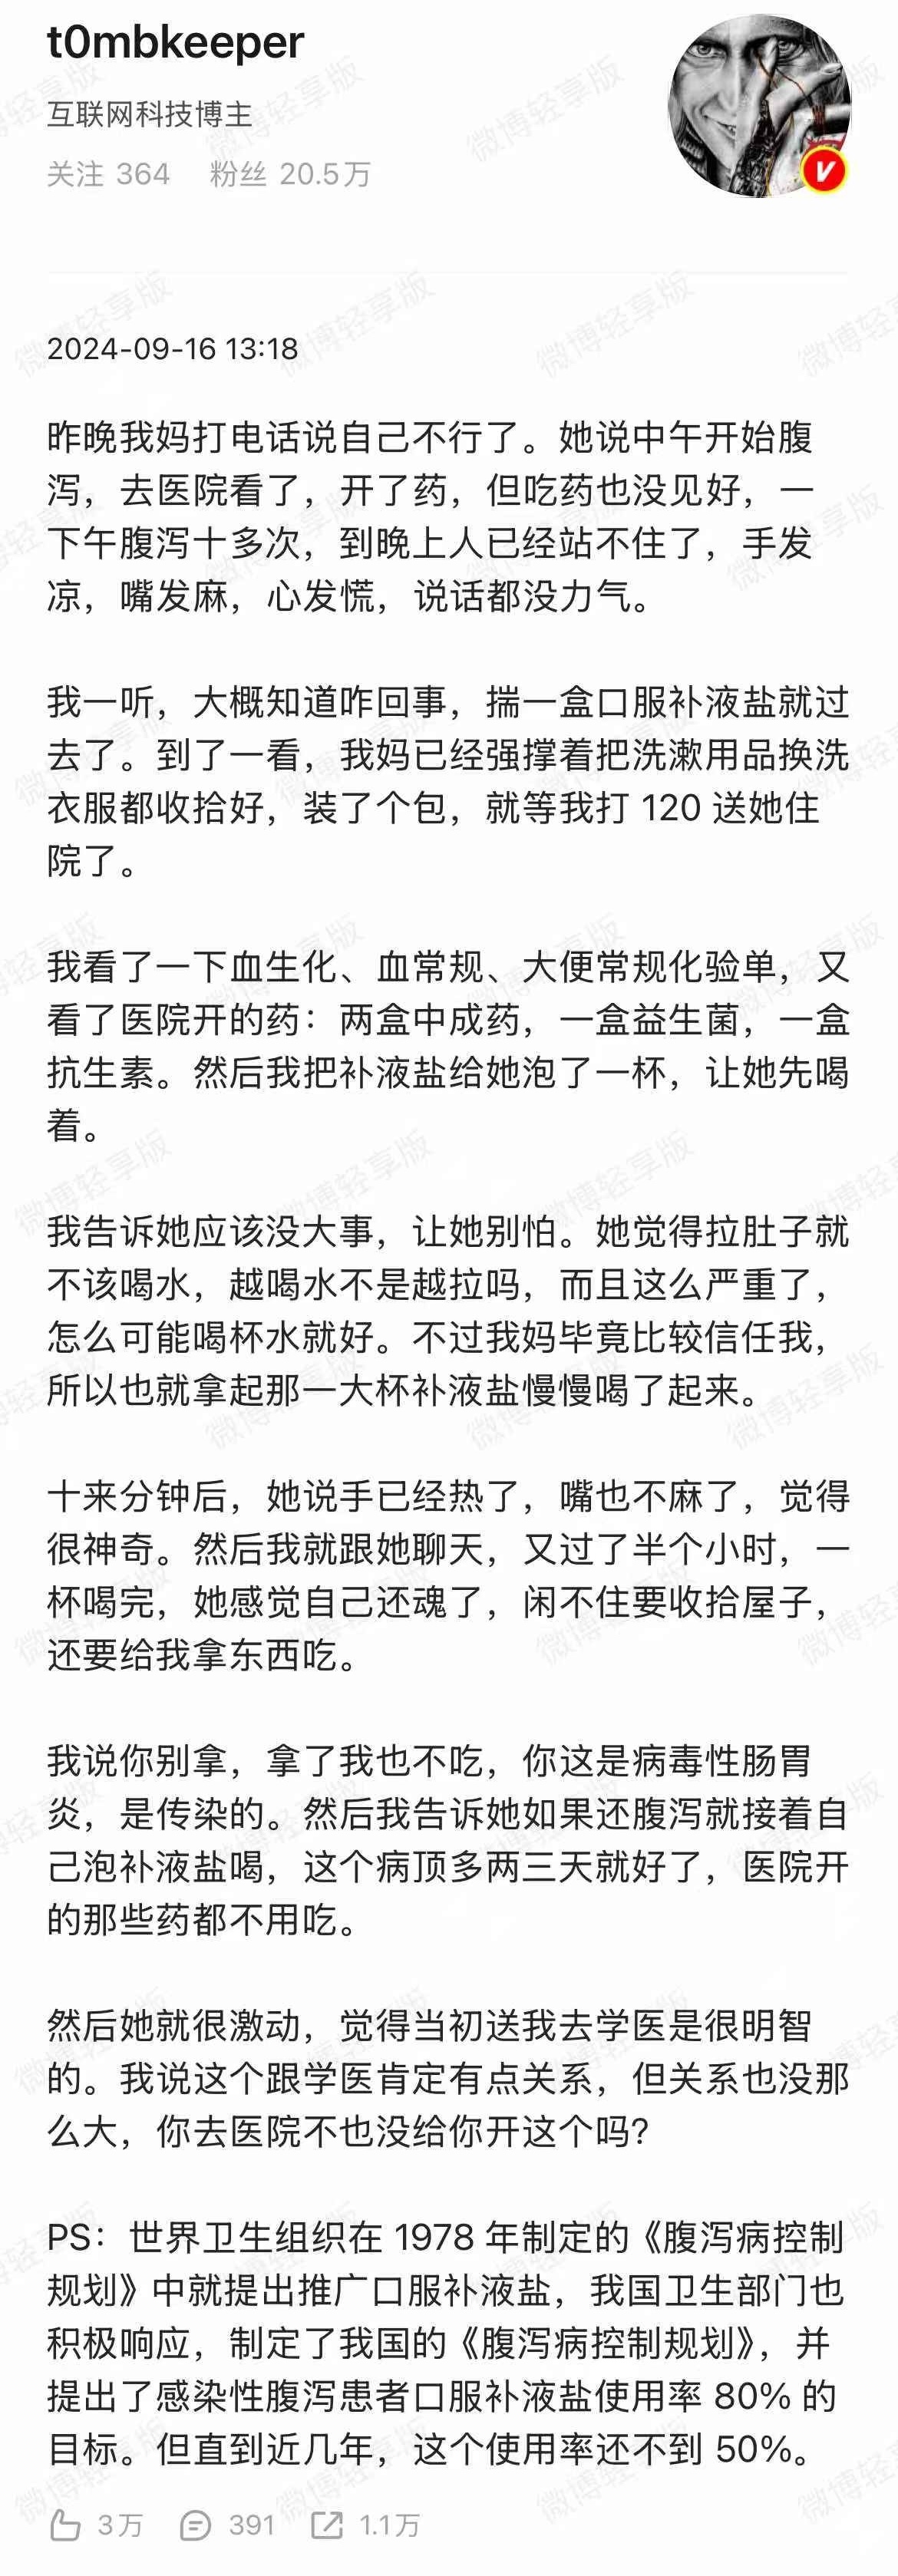 t0mbkeeper
互联网科技博主
关注 364 粉丝 20.5万
2024-09-16 13:18
昨晚我妈打电话说自己不行了。她说中午开始腹
泻，去医院看了，开了药，但吃药也没见好，一
下午腹泻十多次，到晚上人已经站不住了，手发
凉，嘴发麻，心发慌，说话都没力气。
我一听，大概知道咋回事，揣一盒口服补液盐就过
去了。到了一看，我妈已经强撑着把洗漱用品换洗
衣服都收拾好，装了个包，就等我打 120 送她住
院了。
我看了一下血生化、血常规、大便常规化验单，又
看了医院开的药：两盒中成药，一盒益生菌，一盒
抗生素。然后我把补液盐给她泡了一杯，让她先喝
着。
我告诉她应该没大事，让她别怕。她觉得拉肚子就
不该喝水，越喝水不是越拉吗，而且这么严重了，
怎么可能喝杯水就好。不过我妈毕竟比较信任我，
所以也就拿起那一大杯补液盐慢慢喝了起来。
十来分钟后，她说手已经热了，嘴也不麻了，觉得
很神奇。然后我就跟她聊天，又过了半个小时，一
杯喝完，她感觉自己还魂了，闲不住要收拾屋子，
还要给我拿东西吃。
我说你别拿，拿了我也不吃，你这是病毒性肠胃
炎，是传染的。然后我告诉她如果还腹泻就接着自
己泡补液盐喝，这个病顶多两三天就好了，医院开
的那些药都不用吃。
然后她就很激动，觉得当初送我去学医是很明智
的。我说这个跟学医肯定有点关系，但关系也没那
么大，你去医院不也没给你开这个吗？
PS：世界卫生组织在 1978 年制定的《腹泻病控制
规划》中就提出推广口服补液盐，我国卫生部门也
积极响应，制定了我国的《腹泻病控制规划》，并
提出了感染性腹泻患者口服补液盐使用率 80% 的
目标。但直到近几年，这个使用率还不到 50%。
3万 391 1.1万
微博轻享版